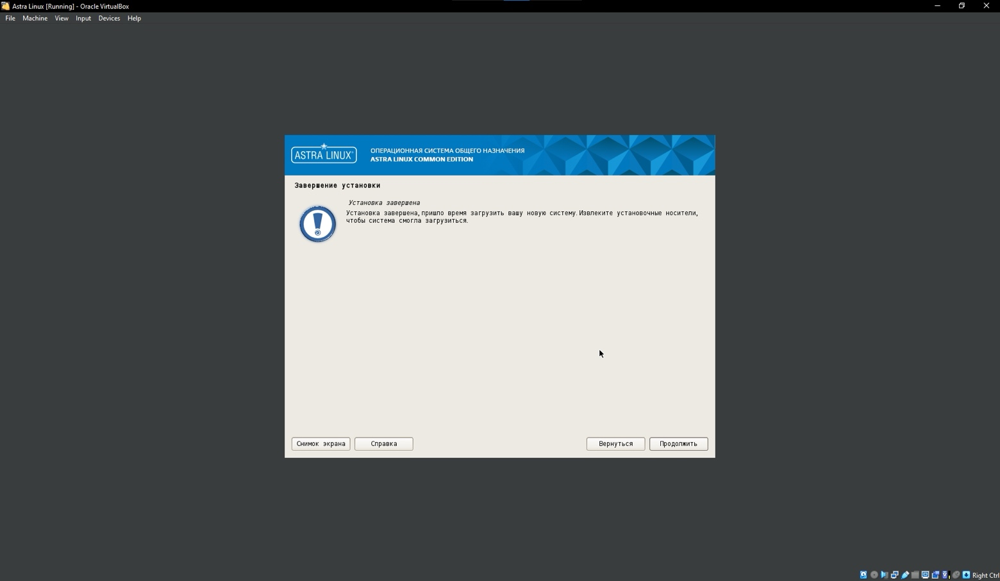 Astra Linux [Running] - Oracle VirtualBox
File Machine View Input Devices Help
ASTRA LINUX®
ОПЕРАЦИОННАЯ СИСТЕМА ОБЩЕГО НАЗНАЧЕНИЯ
ASTRA LINUX COMMON EDITION
Завершение установки
Установка завершена
Установка завершена, пришло время загрузить вашу новую систему. Извлеките установочные носители,
чтобы система смогла загрузиться.
Снимок экрана Справка Вернуться Продолжить
Right Ctrl